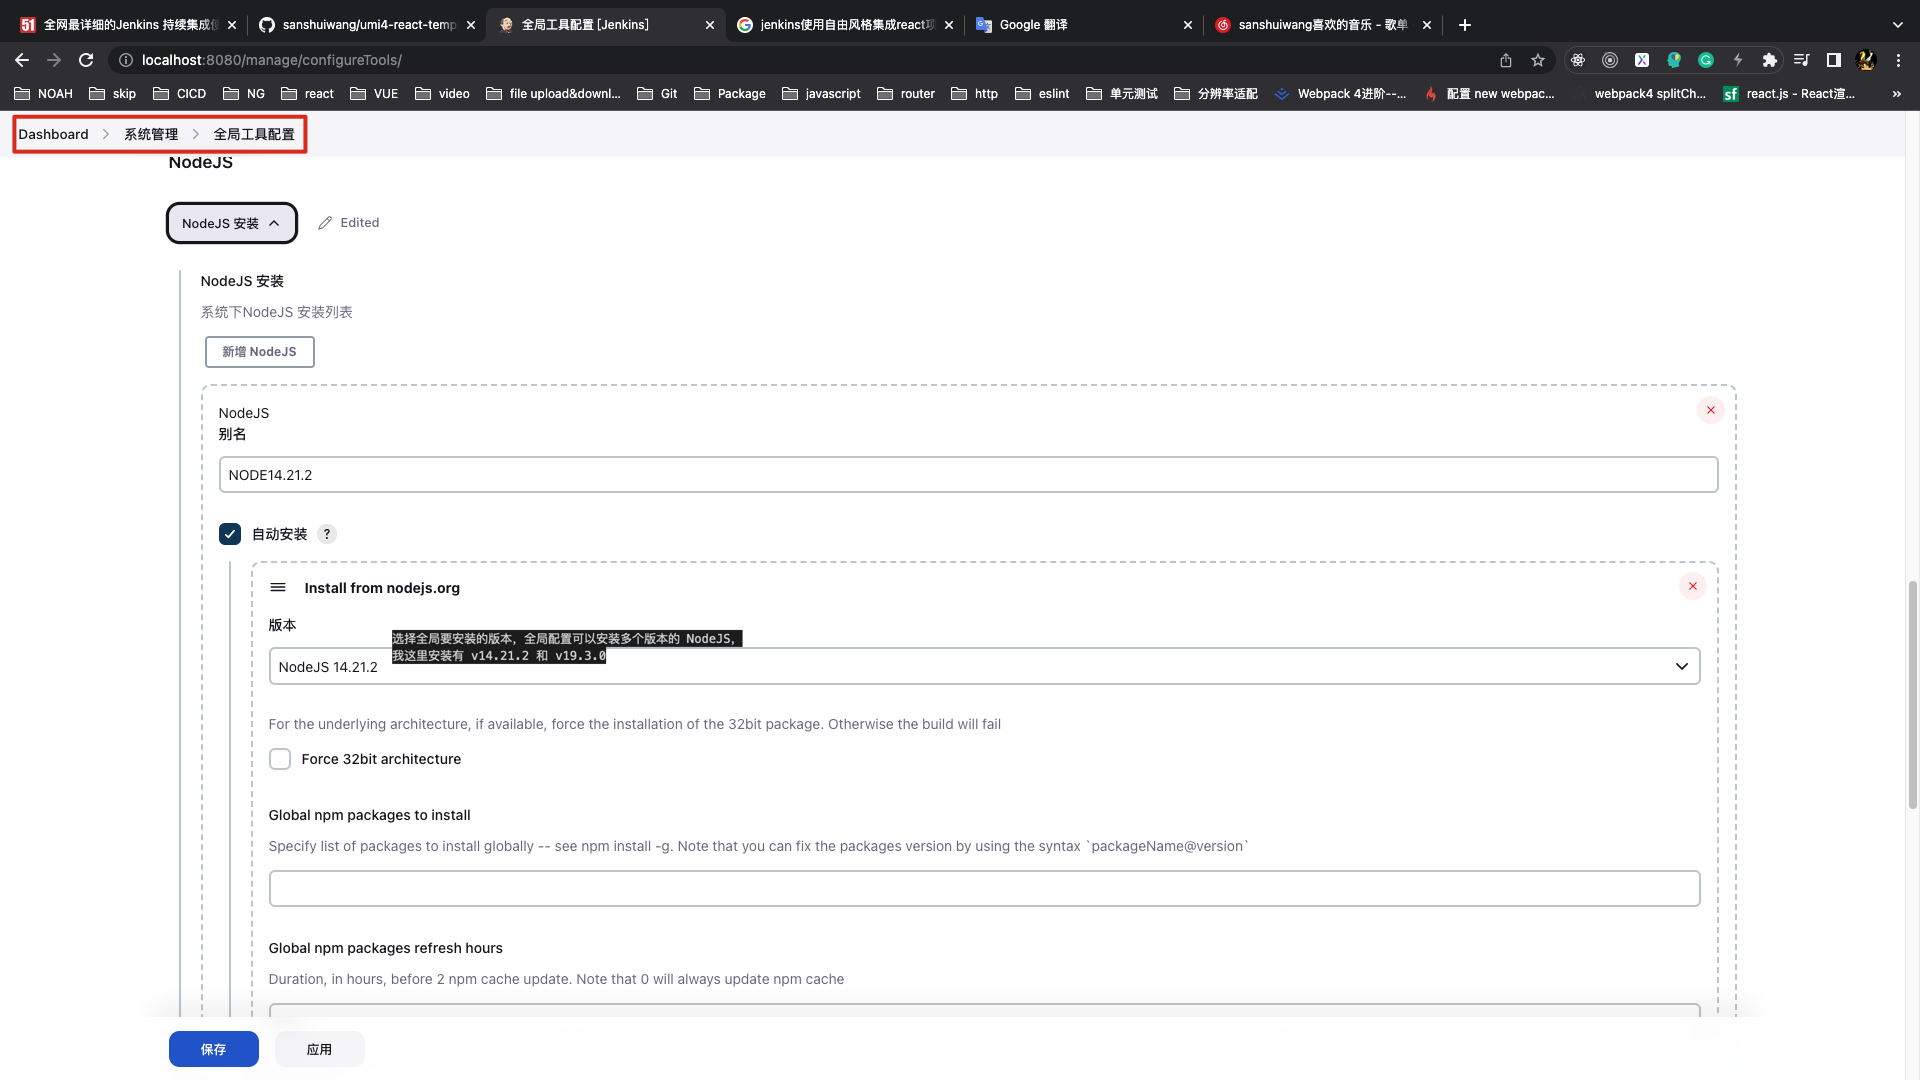 全网最详细的Jenkins 持续集成使
sanshuiwang/umi4-react-temp
全局工具配置 [Jenkins]
jenkins使用自由风格集成react项
Google 翻译
sanshuiwang喜欢的音乐 - 歌单
localhost:8080/manage/configureTools/
NOAH
skip
CICD
NG
react
VUE
video
file upload&downl...
Git
Package
javascript
router
http
eslint
单元测试
分辨率适配
Webpack 4进阶--...
配置 new webpac...
webpack4 splitCh...
react.js - React渲...
Dashboard
系统管理
全局工具配置
NodeJS
NodeJS 安装
Edited
NodeJS 安装
系统下NodeJS 安装列表
新增 NodeJS
NodeJS
别名
NODE14.21.2
自动安装
?
Install from nodejs.org
版本
选择全局要安装的版本, 全局配置可以安装多个版本的 NodeJS,
我这里安装有 v14.21.2 和 v19.3.0
NodeJS 14.21.2
For the underlying architecture, if available, force the installation of the 32bit package. Otherwise the build will fail
Force 32bit architecture
Global npm packages to install
Specify list of packages to install globally -- see npm install -g. Note that you can fix the packages version by using the syntax `packageName@version`
Global npm packages refresh hours
Duration, in hours, before 2 npm cache update. Note that 0 will always update npm cache
保存
应用